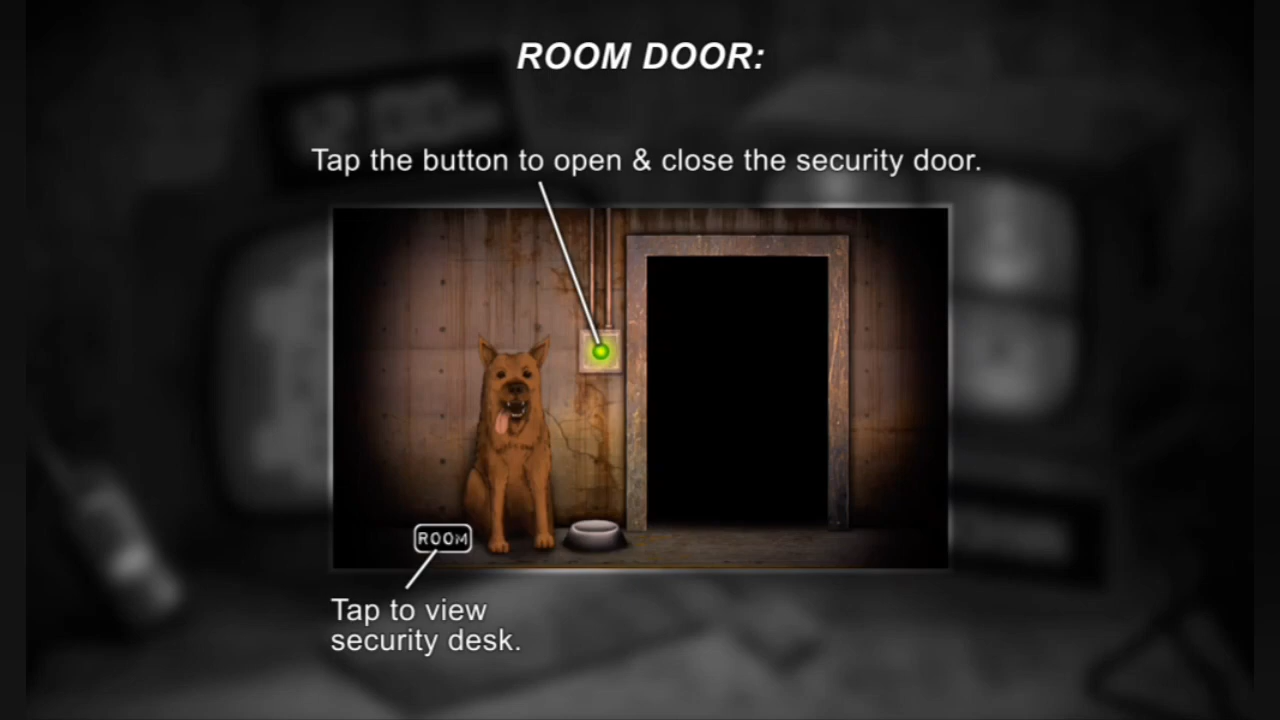 ROOM DOOR:
Tap the button to open & close the security door.
ROOM
Tap to view
security desk.